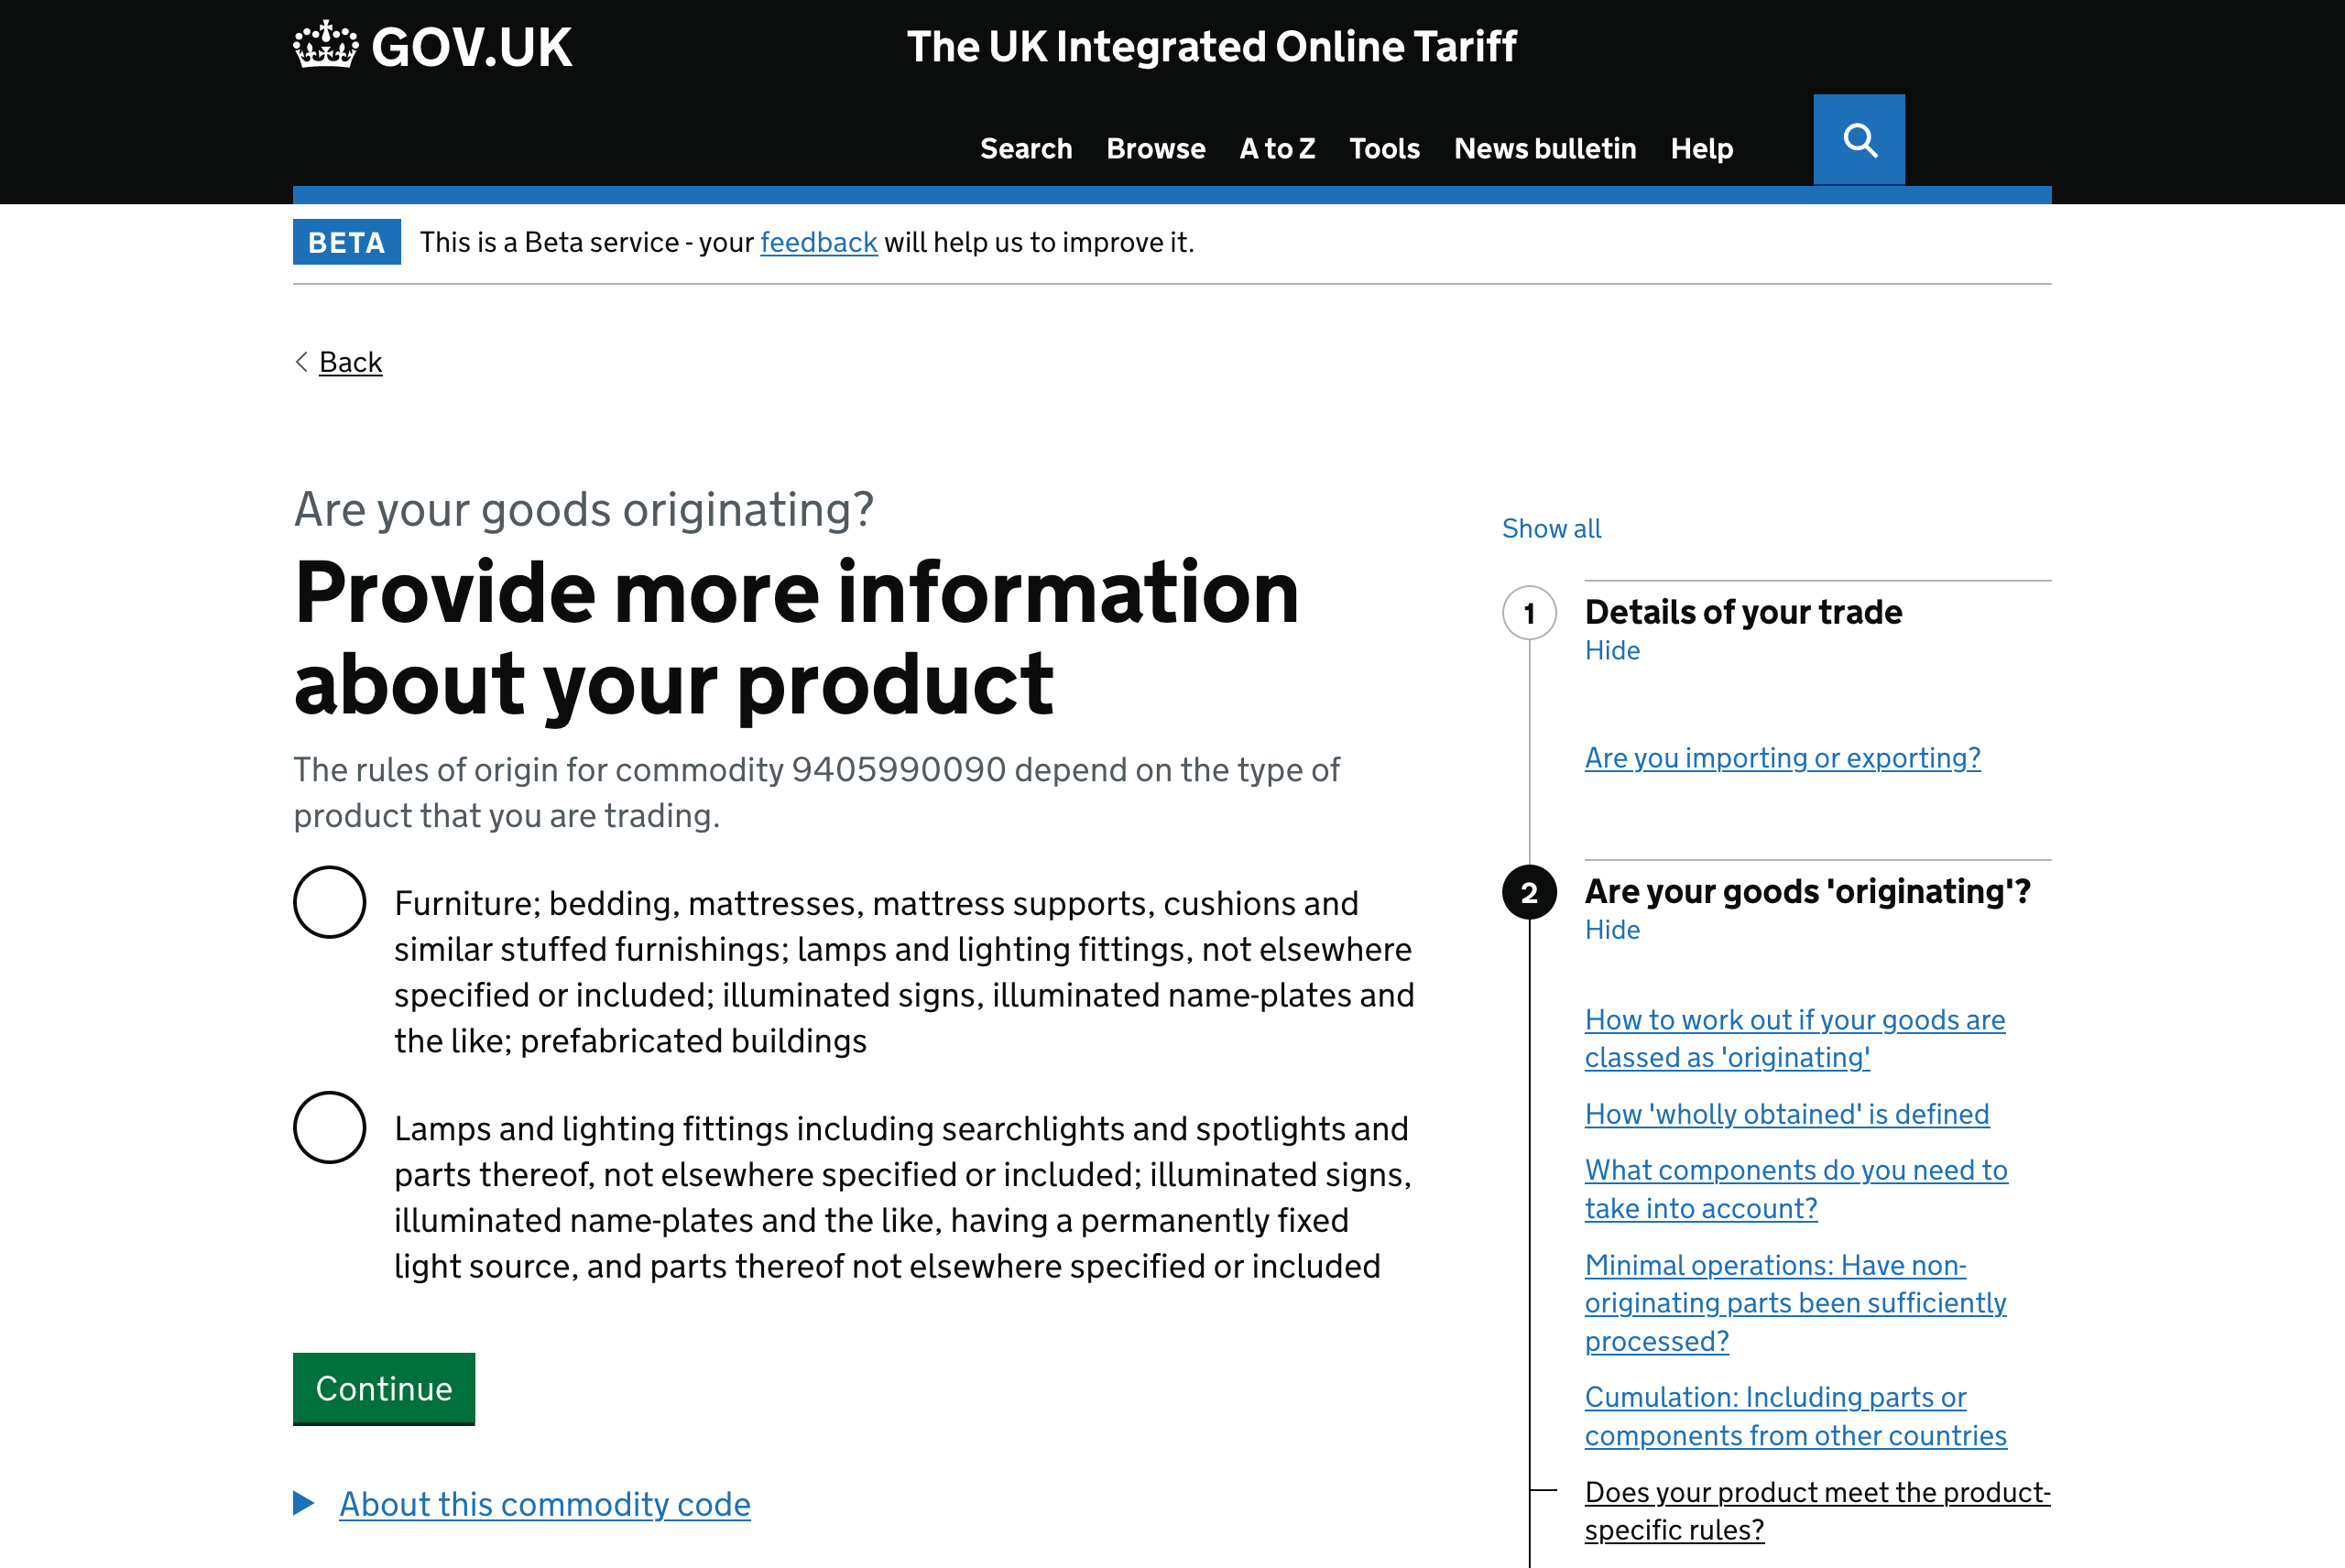 GOV.UK
The UK Integrated Online Tariff
Search Browse A to Z Tools News bulletin Help
BETA This is a Beta service - your feedback will help us to improve it.
Back
Are your goods originating?
Provide more information
about your product
The rules of origin for commodity 9405990090 depend on the type of
product that you are trading.
Furniture; bedding, mattresses, mattress supports, cushions and
similar stuffed furnishings; lamps and lighting fittings, not elsewhere
specified or included; illuminated signs, illuminated name-plates and
the like; prefabricated buildings
Lamps and lighting fittings including searchlights and spotlights and
parts thereof, not elsewhere specified or included; illuminated signs,
illuminated name-plates and the like, having a permanently fixed
light source, and parts thereof not elsewhere specified or included
Continue
About this commodity code
Show all
1 Details of your trade
Hide
Are you importing or exporting?
2 Are your goods 'originating'?
Hide
How to work out if your goods are
classed as 'originating'
How 'wholly obtained' is defined
What components do you need to
take into account?
Minimal operations: Have non-
originating parts been sufficiently
processed?
Cumulation: Including parts or
components from other countries
Does your product meet the product-
specific rules?